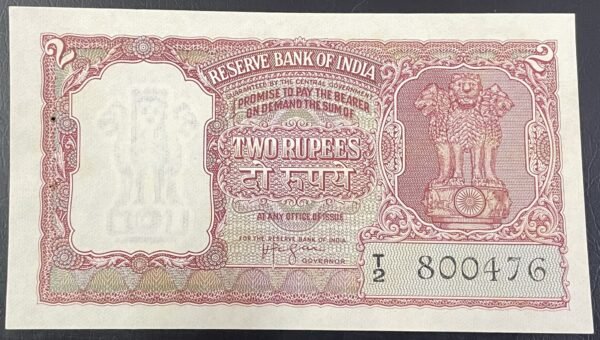 2 2
RESERVE BANK OF INDIA
GUARANTEED BY THE CENTRAL GOVERNMENT
I PROMISE TO PAY THE BEARER
ON DEMAND THE SUM OF
TWO RUPEES
दो रुपये
AT ANY OFFICE OF ISSUE
FOR THE RESERVE BANK OF INDIA
GOVERNOR
T/2 800476